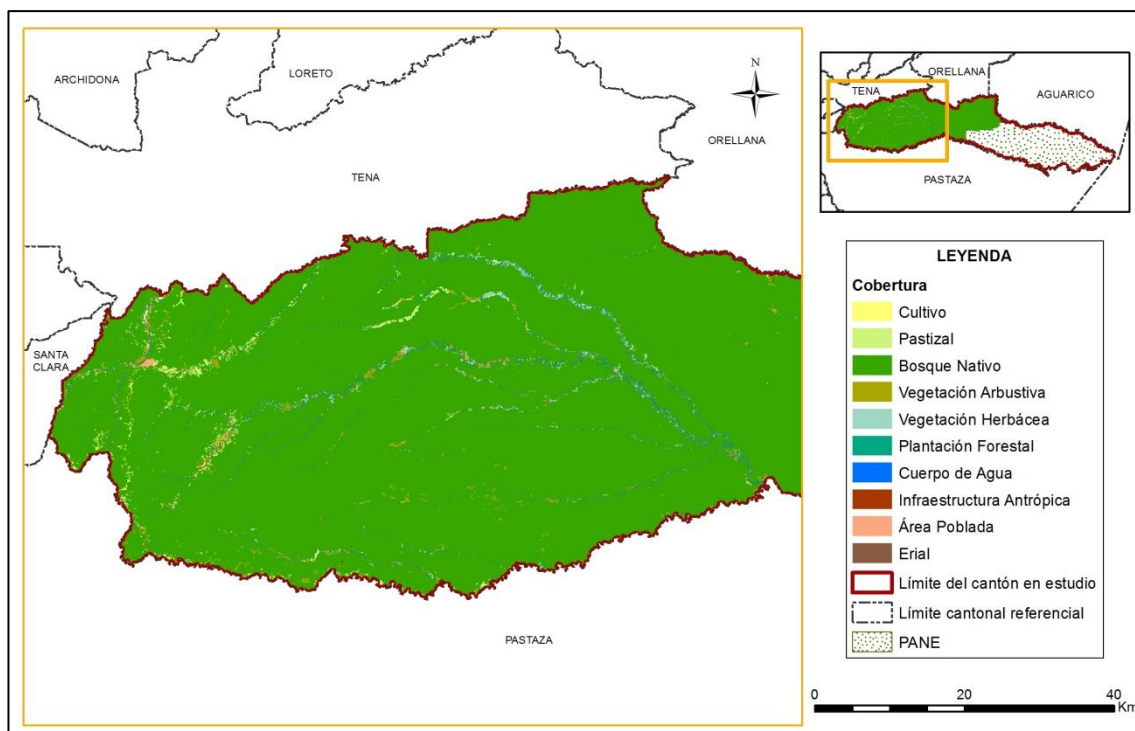 ARCHIDONA
LORETO
N
ORELLANA
TENA
SANTA
CLARA
PASTAZA
ORELLANA
TENA
AGUARICO
PASTAZA
LEYENDA
Cobertura
Cultivo
Pastizal
Bosque Nativo
Vegetación Arbustiva
Vegetación Herbácea
Plantación Forestal
Cuerpo de Agua
Infraestructura Antrópica
Área Poblada
Erial
Límite del cantón en estudio
Límite cantonal referencial
PANE
0 20 40
Km